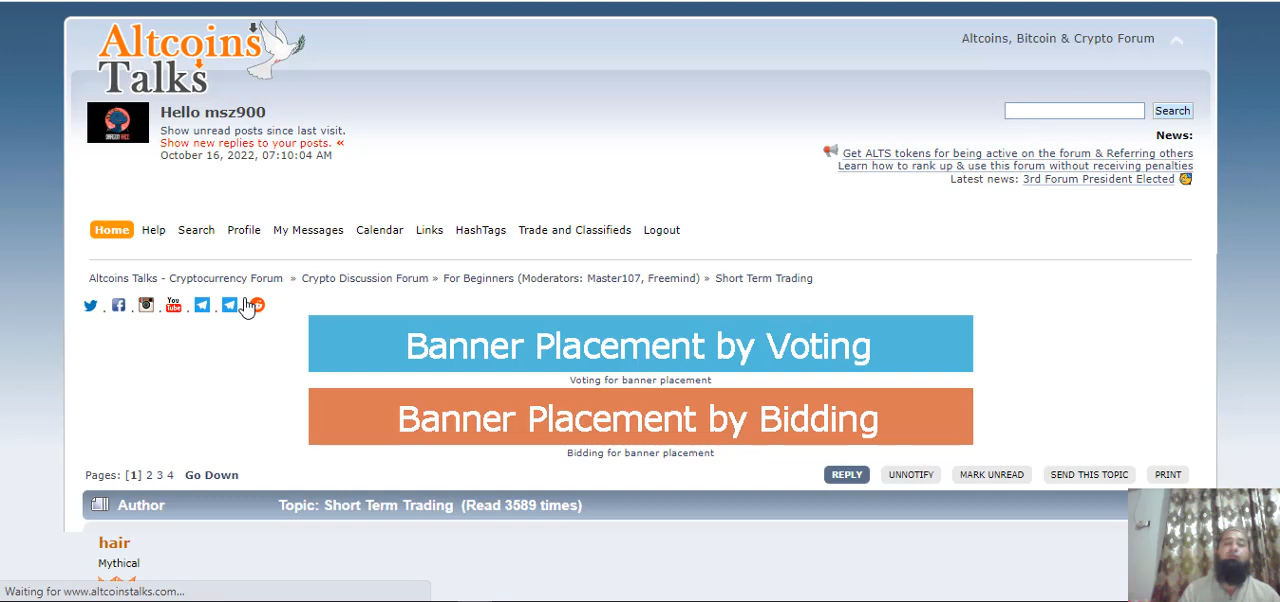 Altcoins
Talks
Altcoins, Bitcoin & Crypto Forum
Hello msz900
Show unread posts since last visit.
Show new replies to your posts. «
October 16, 2022, 07:10:04 AM
Search
News:
Get ALTS tokens for being active on the forum & Referring others
Learn how to rank up & use this forum without receiving penalties
Latest news: 3rd Forum President Elected
Home Help Search Profile My Messages Calendar Links HashTags Trade and Classifieds Logout
Altcoins Talks - Cryptocurrency Forum » Crypto Discussion Forum » For Beginners (Moderators: Master107, Freemind) » Short Term Trading
You Tube
Banner Placement by Voting
Voting for banner placement
Banner Placement by Bidding
Bidding for banner placement
Pages: [1] 2 3 4 Go Down
REPLY UNNOTIFY MARK UNREAD SEND THIS TOPIC PRINT
Author Topic: Short Term Trading (Read 3589 times)
hair
Mythical
Waiting for www.altcoinstalks.com...